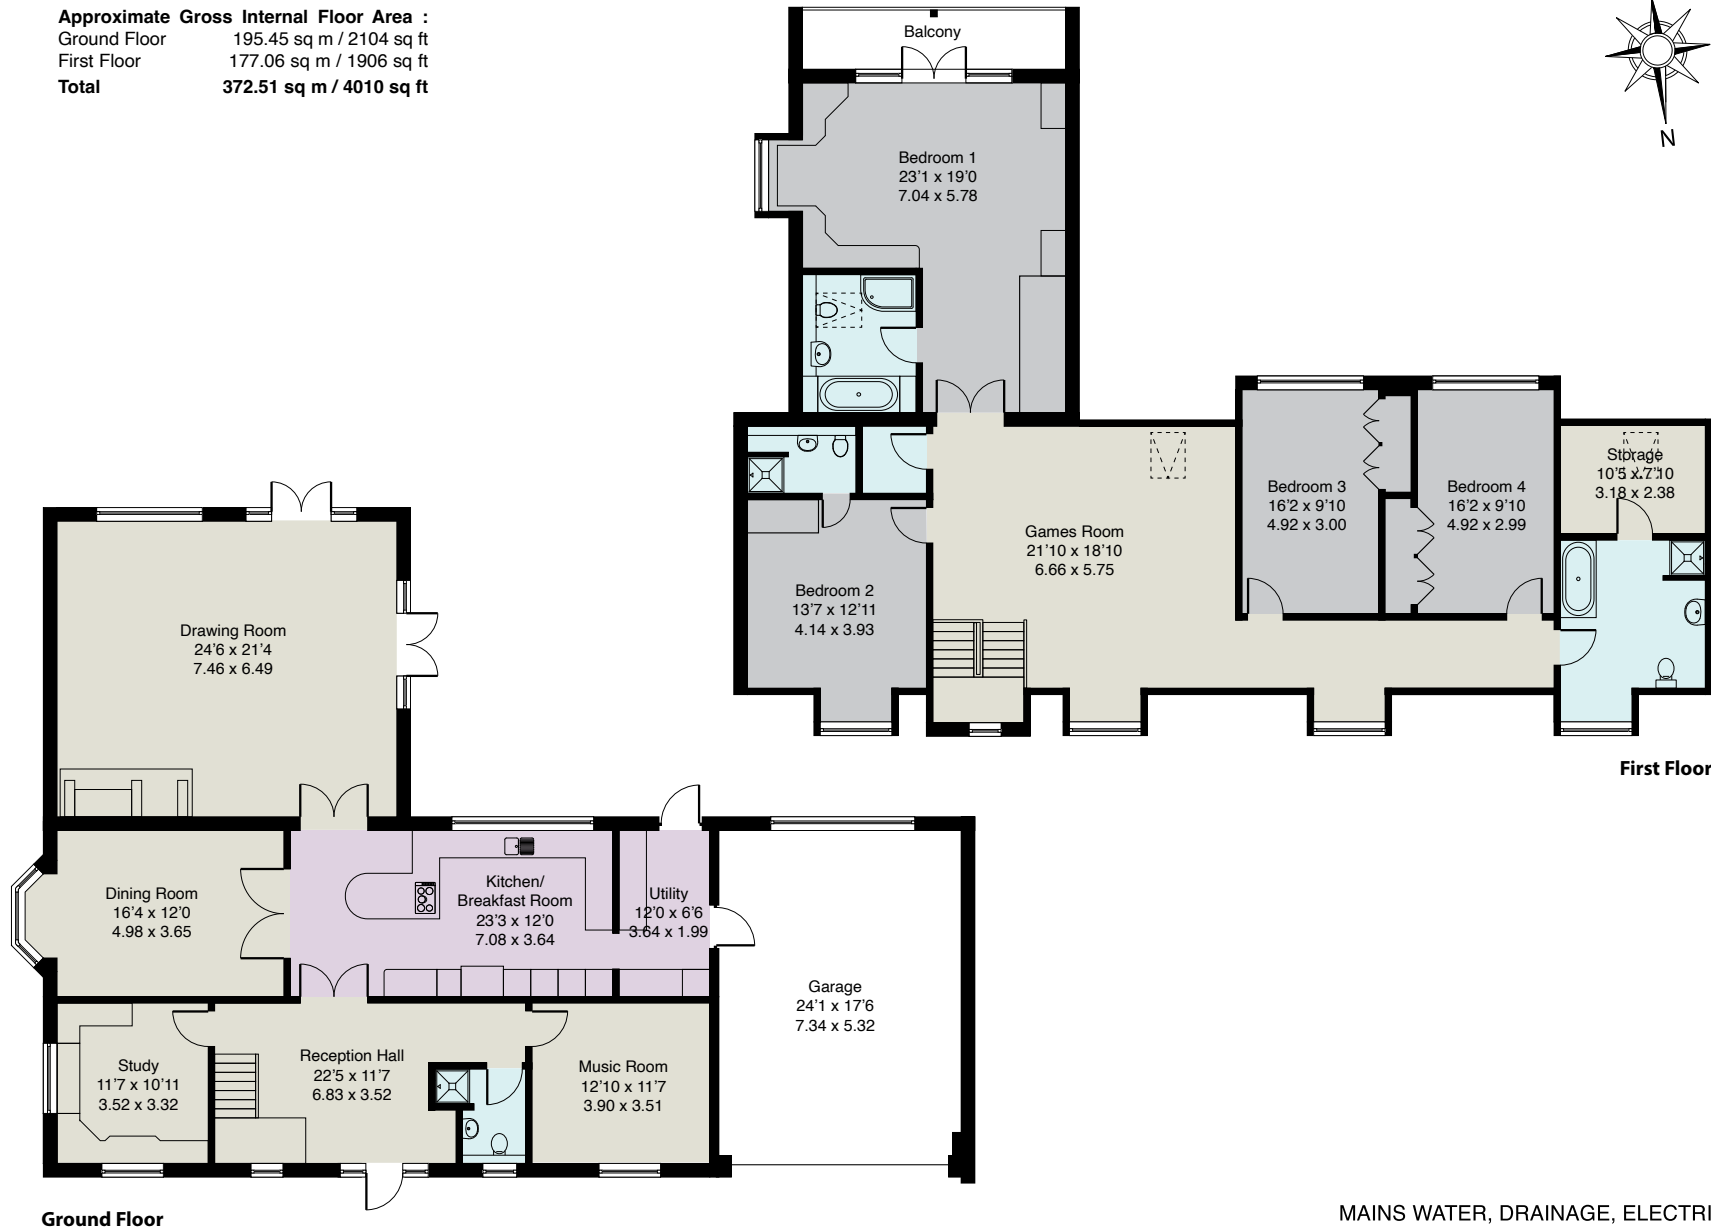 Approximate Gross Internal Floor Area :
Ground Floor 195.45 sq m / 2104 sq ft
First Floor 177.06 sq m / 1906 sq ft
Total 372.51 sq m / 4010 sq ft
Balcony
N
Bedroom 1
23'1 x 19'0
7.04 x 5.78
Bedroom 2
13'7 x 12'11
4.14 x 3.93
Games Room
21'10 x 18'10
6.66 x 5.75
Bedroom 3
16'2 x 9'10
4.92 x 3.00
Bedroom 4
16'2 x 9'10
4.92 x 2.99
Storage
10'5 x 7'10
3.18 x 2.38
First Floor
Drawing Room
24'6 x 21'4
7.46 x 6.49
Dining Room
16'4 x 12'0
4.98 x 3.65
Kitchen/
Breakfast Room
23'3 x 12'0
7.08 x 3.64
Utility
12'0 x 6'6
3.64 x 1.99
Garage
24'1 x 17'6
7.34 x 5.32
Study
11'7 x 10'11
3.52 x 3.32
Reception Hall
22'5 x 11'7
6.83 x 3.52
Music Room
12'10 x 11'7
3.90 x 3.51
Ground Floor
MAINS WATER, DRAINAGE, ELECTRI